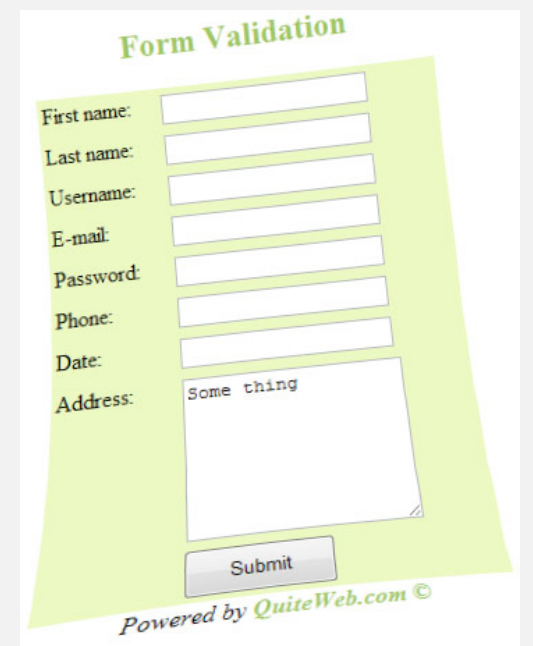 Form Validation
First name:
Last name:
Username:
E-mail:
Password:
Phone:
Date:
Address:
Some thing
Submit
Powered by QuiteWeb.com ©